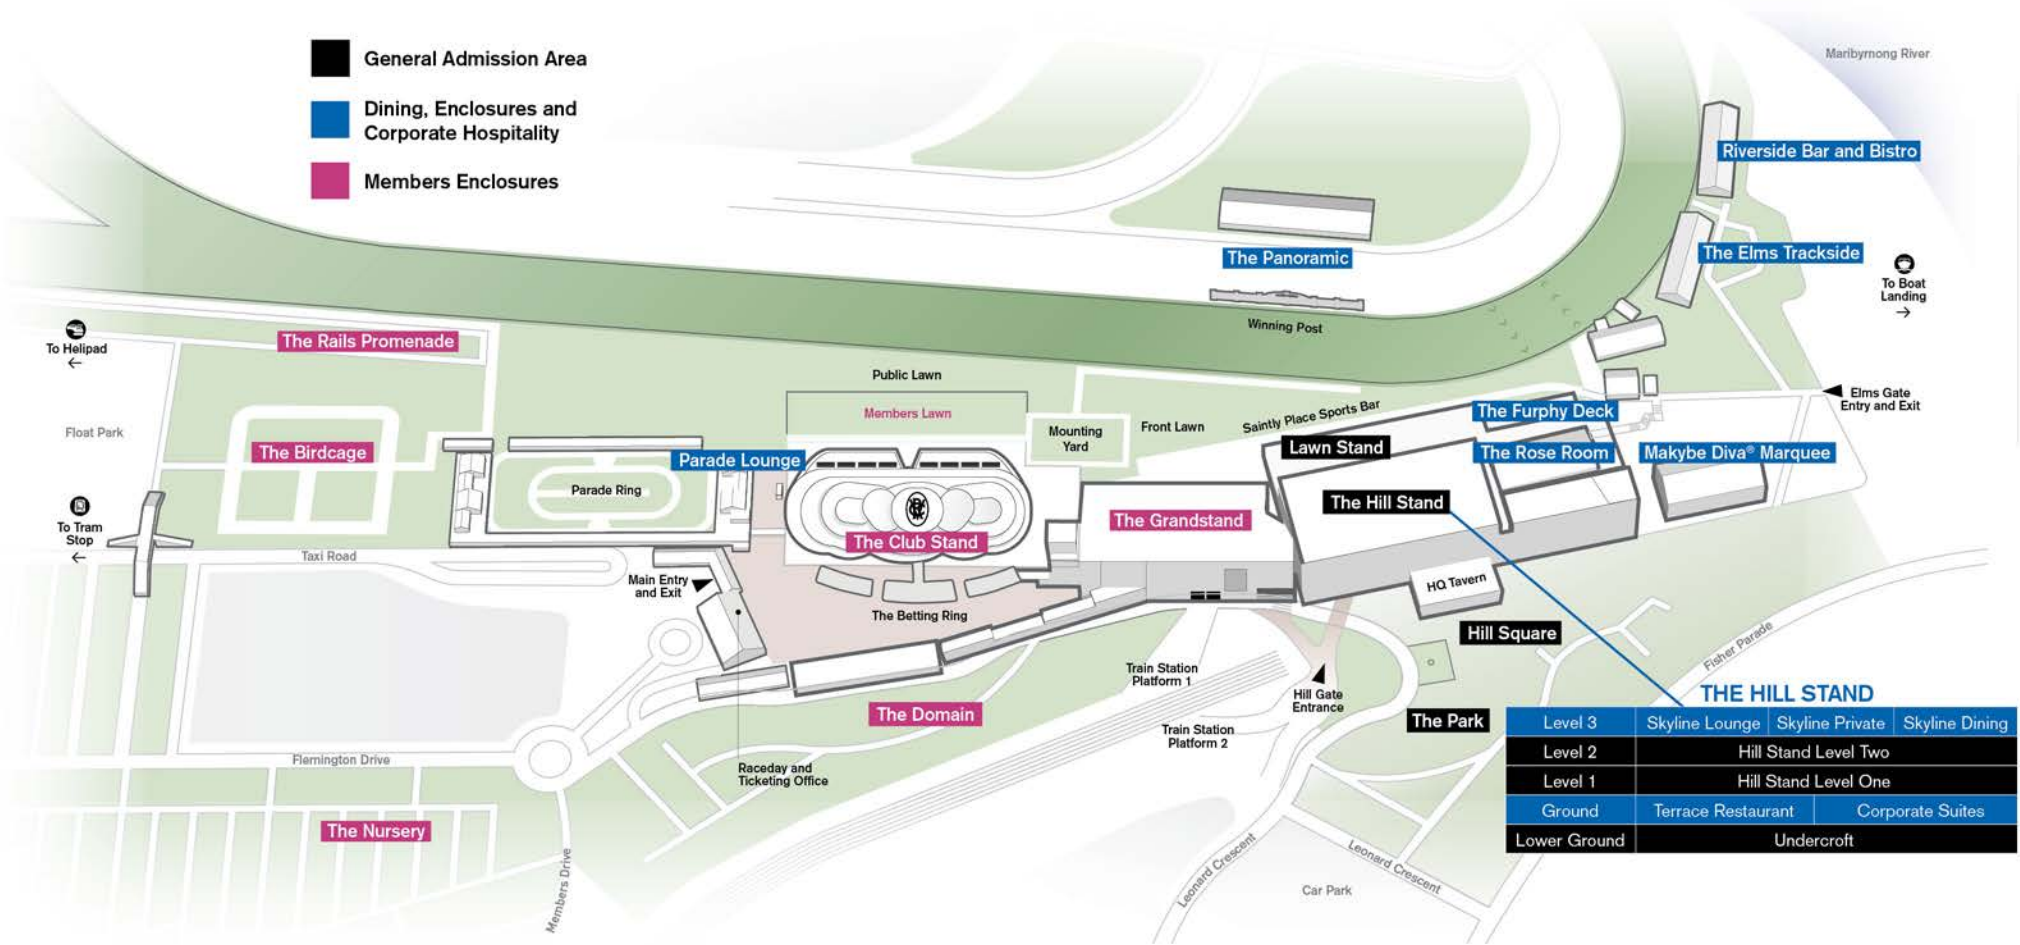 General Admission Area
Dining, Enclosures and
Corporate Hospitality
Members Enclosures
Maribyrnong River
Riverside Bar and Bistro
The Elms Trackside
The Panoramic
To Boat
Landing
Winning Post
To Helipad
The Rails Promenade
Public Lawn
Members Lawn
Elms Gate
Entry and Exit
Float Park
The Birdcage
Parade Lounge
Parade Ring
Mounting
Yard
Front Lawn
Saintly Place Sports Bar
The Furphy Deck
Lawn Stand
The Rose Room
Makybe Diva® Marquee
The Hill Stand
The Grandstand
The Club Stand
To Tram
Stop
Taxi Road
Main Entry
and Exit
The Betting Ring
HQ Tavern
Hill Square
Fisher Parade
Train Station
Platform 1
Hill Gate
Entrance
The Domain
The Park
Train Station
Platform 2
Flemington Drive
Raceday and
Ticketing Office
The Nursery
Members Drive
Leonard Crescent
Leonard Crescent
Car Park
THE HILL STAND
Level 3 Skyline Lounge Skyline Private Skyline Dining
Level 2 Hill Stand Level Two
Level 1 Hill Stand Level One
Ground Terrace Restaurant Corporate Suites
Lower Ground Undercroft